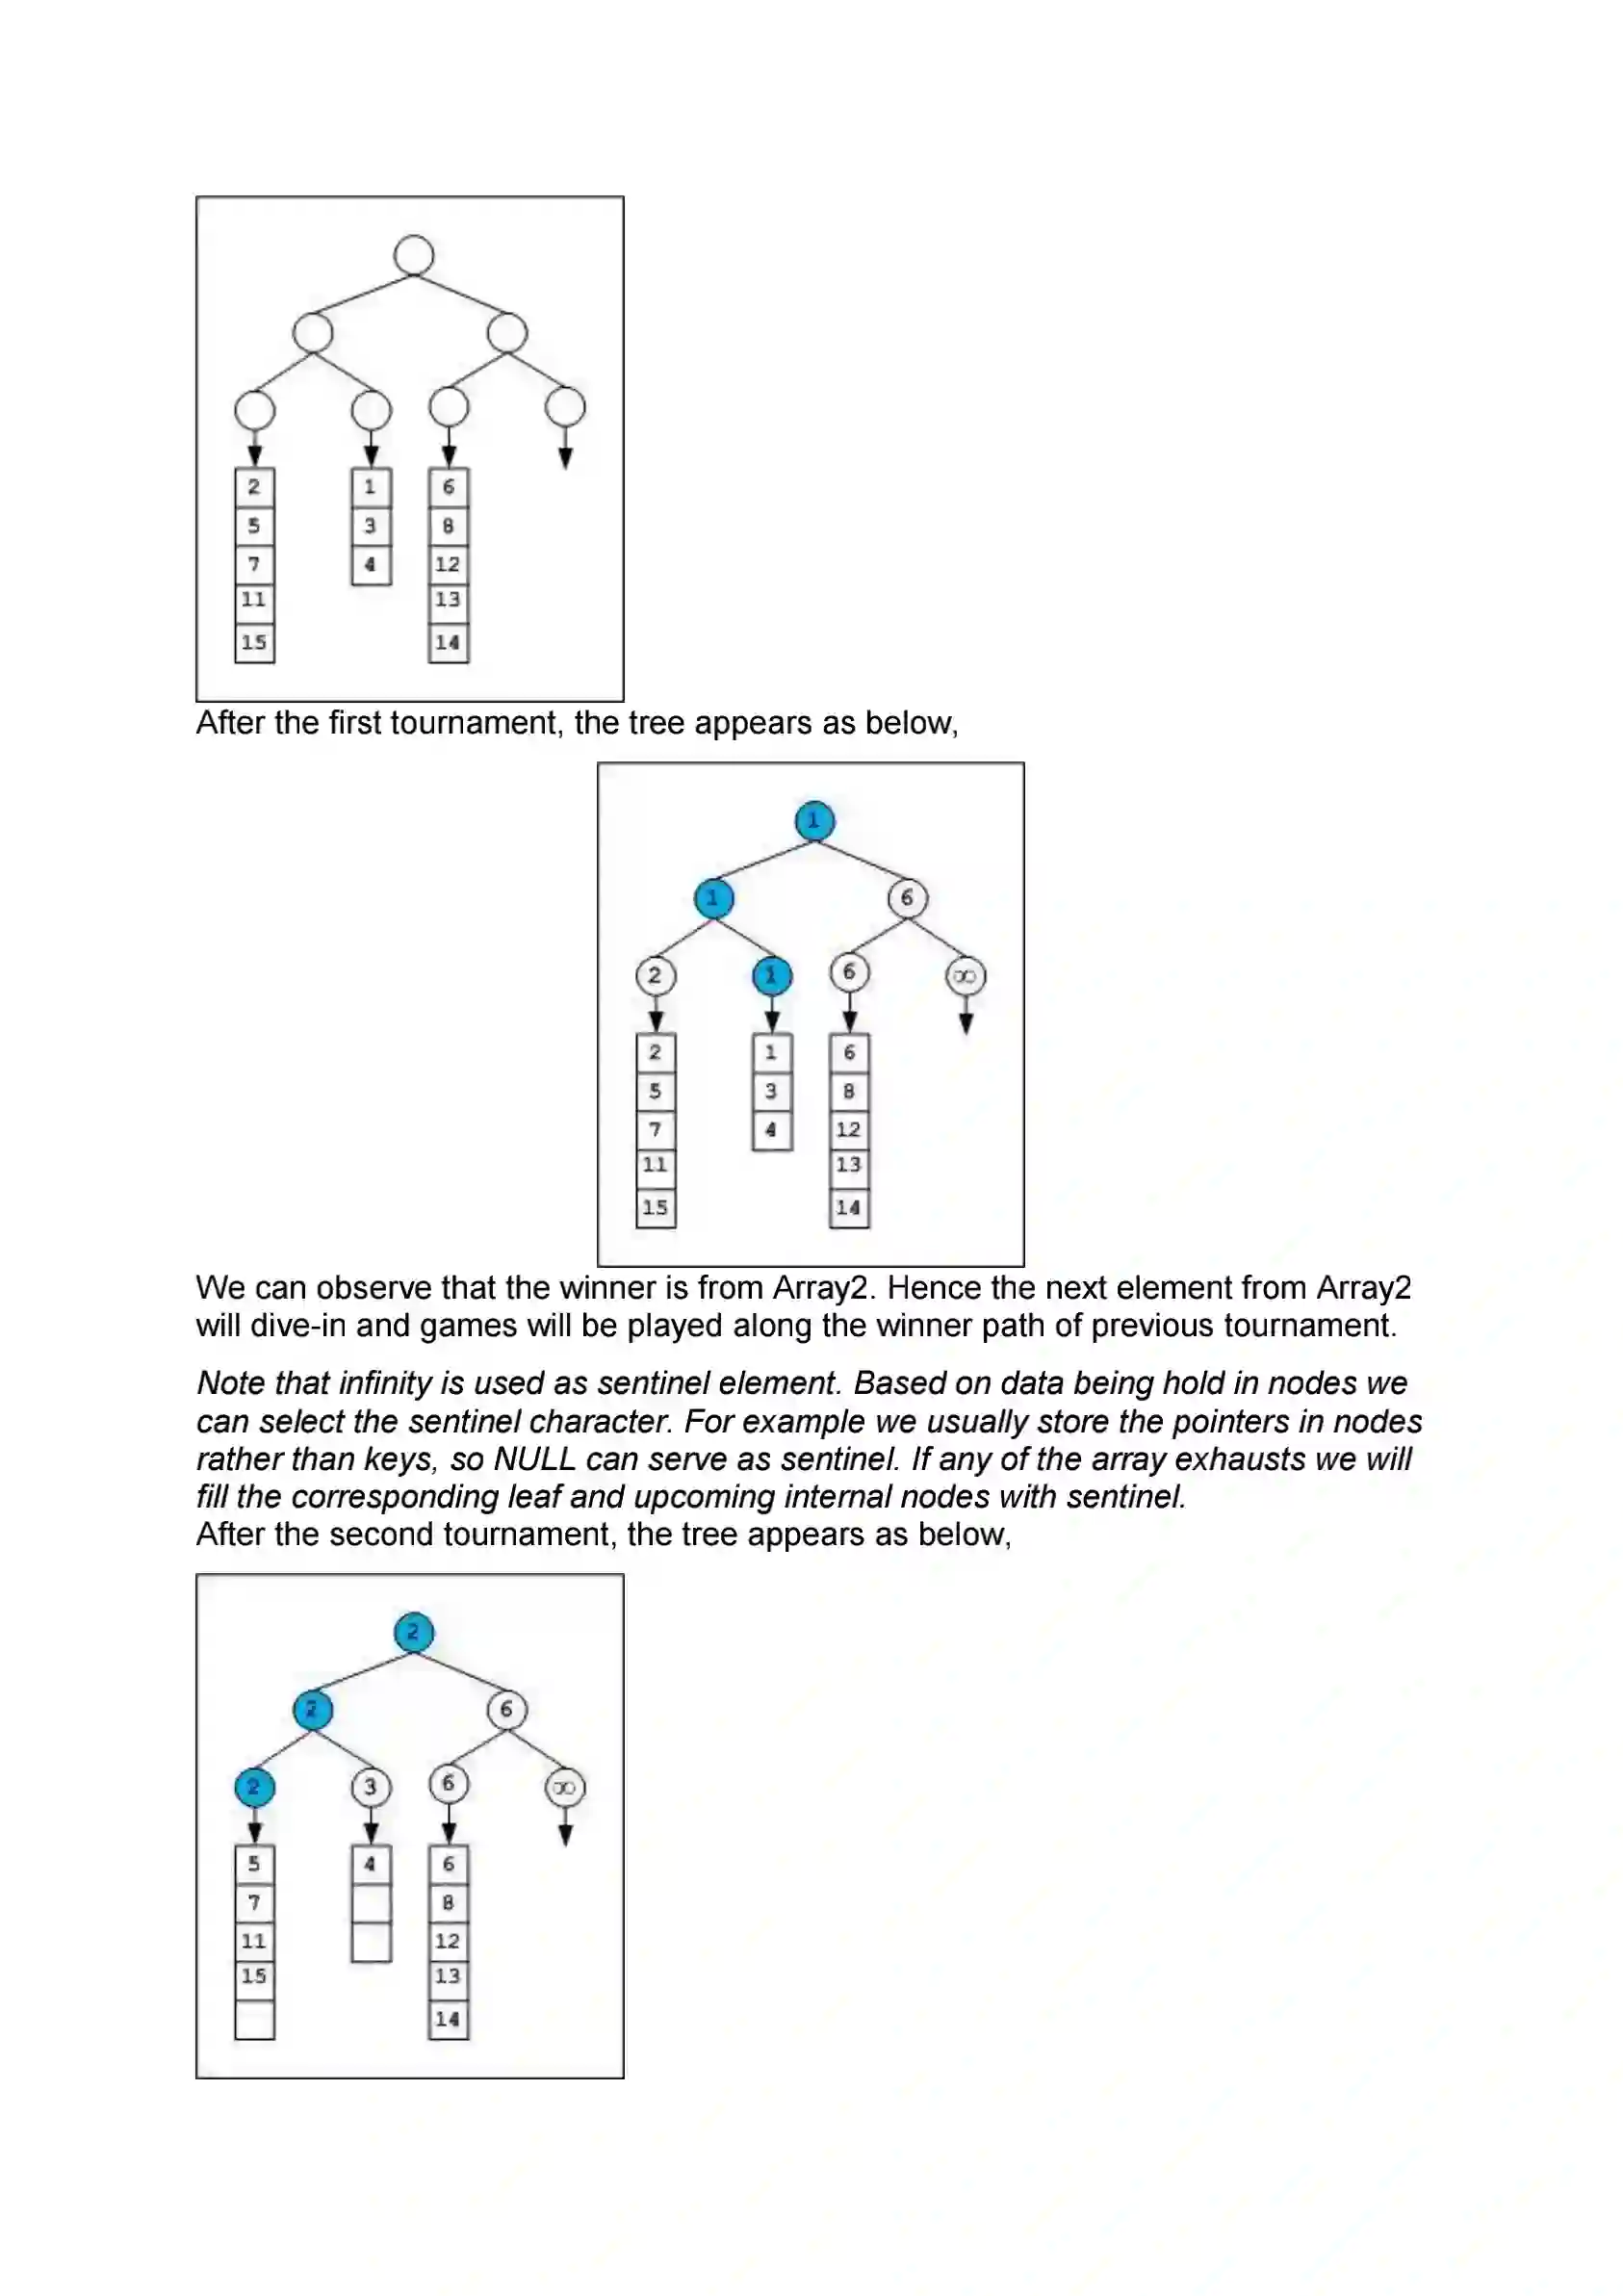 2 1 6
5 3 8
7 4 12
11 13
15 14
After the first tournament, the tree appears as below,
1
1 6
2 1 6 ∞
2 1 6
5 3 8
7 4 12
11 13
15 14
We can observe that the winner is from Array2. Hence the next element from Array2
will dive-in and games will be played along the winner path of previous tournament.
Note that infinity is used as sentinel element. Based on data being hold in nodes we
can select the sentinel character. For example we usually store the pointers in nodes
rather than keys, so NULL can serve as sentinel. If any of the array exhausts we will
fill the corresponding leaf and upcoming internal nodes with sentinel.
After the second tournament, the tree appears as below,
2
2 6
2 3 6 ∞
5 4 6
7 8
11 12
15 13
14